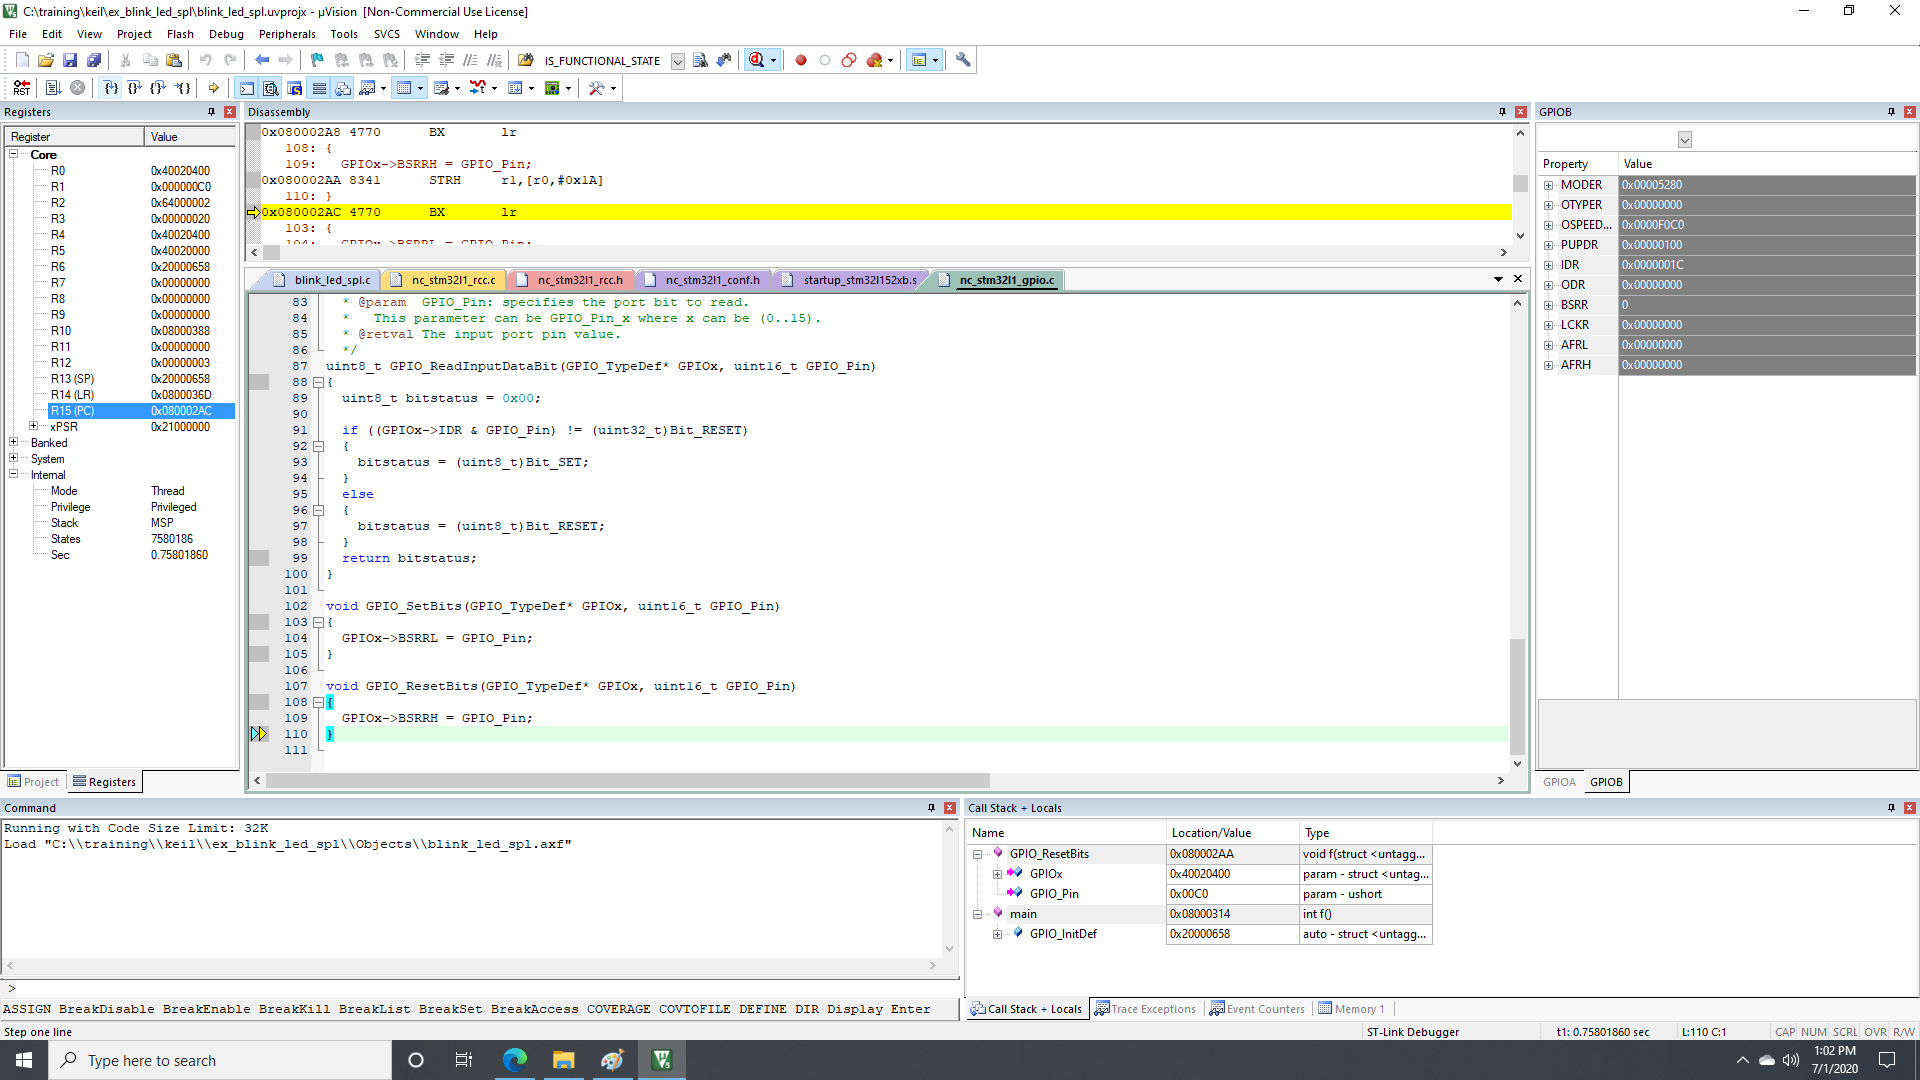 C:\training\keil\ex_blink_led_spl\blink_led_spl.uvprojx - µVision  [Non-Commercial Use License]
File Edit View Project Flash Debug Peripherals Tools SVCS Window Help
IS_FUNCTIONAL_STATE
Registers
Register Value
Core
R0 0x40020400
R1 0x000000C0
R2 0x64000002
R3 0x00000020
R4 0x40020400
R5 0x40020000
R6 0x20000658
R7 0x00000000
R8 0x00000000
R9 0x00000000
R10 0x08000388
R11 0x00000000
R12 0x00000003
R13 (SP) 0x20000658
R14 (LR) 0x0800036D
R15 (PC) 0x080002AC
xPSR 0x21000000
Banked
System
Internal
Mode Thread
Privilege Privileged
Stack MSP
States 7580186
Sec 0.75801860
Project Registers
Disassembly
0x080002A8 4770 BX lr
108: {
109: GPIOx->BSRRH = GPIO_Pin;
0x080002AA 8341 STRH r1,[r0,#0x1A]
110: }
0x080002AC 4770 BX lr
103: {
104: GPIOx->BSRRL = GPIO_Pin;
blink_led_spl.c nc_stm32l1_rcc.c nc_stm32l1_rcc.h nc_stm32l1_conf.h startup_stm32l152xb.s nc_stm32l1_gpio.c
83 * @param  GPIO_Pin: specifies the port bit to read.
84 *   This parameter can be GPIO_Pin_x where x can be (0..15).
85 * @retval The input port pin value.
86 */
87 uint8_t GPIO_ReadInputDataBit(GPIO_TypeDef* GPIOx, uint16_t GPIO_Pin)
88 {
89 uint8_t bitstatus = 0x00;
90
91 if ((GPIOx->IDR & GPIO_Pin) != (uint32_t)Bit_RESET)
92 {
93 bitstatus = (uint8_t)Bit_SET;
94 }
95 else
96 {
97 bitstatus = (uint8_t)Bit_RESET;
98 }
99 return bitstatus;
100 }
101
102 void GPIO_SetBits(GPIO_TypeDef* GPIOx, uint16_t GPIO_Pin)
103 {
104 GPIOx->BSRRL = GPIO_Pin;
105 }
106
107 void GPIO_ResetBits(GPIO_TypeDef* GPIOx, uint16_t GPIO_Pin)
108 {
109 GPIOx->BSRRH = GPIO_Pin;
110 }
111
GPIOB
Property Value
MODER 0x00005280
OTYPER 0x00000000
OSPEED... 0x0000F0C0
PUPDR 0x00000100
IDR 0x0000001C
ODR 0x00000000
BSRR 0
LCKR 0x00000000
AFRL 0x00000000
AFRH 0x00000000
GPIOA GPIOB
Command
Running with Code Size Limit: 32K
Load "C:\\training\\keil\\ex_blink_led_spl\\Objects\\blink_led_spl.axf"
>
ASSIGN BreakDisable BreakEnable BreakKill BreakList BreakSet BreakAccess COVERAGE COVTOFILE DEFINE DIR Display Enter
Call Stack + Locals
Name Location/Value Type
GPIO_ResetBits 0x080002AA void f(struct <untagg...
GPIOx 0x40020400 param - struct <untag...
GPIO_Pin 0x00C0 param - ushort
main 0x08000314 int f()
GPIO_InitDef 0x20000658 auto - struct <untagg...
Call Stack + Locals Trace Exceptions Event Counters Memory 1
Step one line ST-Link Debugger t1: 0.75801860 sec L:110 C:1 CAP NUM SCRL OVR R/W
Type here to search
1:02 PM
7/1/2020